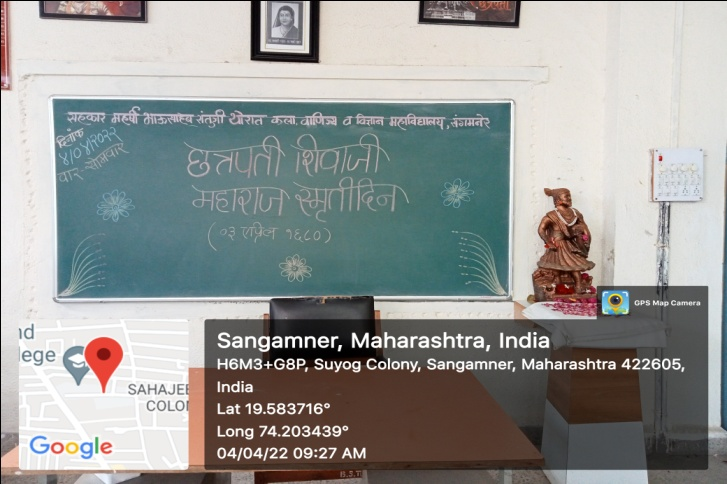 सहकार महर्षी भाऊसाहेब संतुजी थोरात कला, वाणिज्य व विज्ञान महाविद्यालय, संगमनेर
दिनांक
४/०४/२०२२
वार सोमवार
छत्रपती शिवाजी
महाराज स्मृतीदिन
(०३ एप्रिल १६८०)
GPS Map Camera
nd
llege
SAHAJEE
COLON
Google
Sangamner, Maharashtra, India
H6M3+G8P, Suyog Colony, Sangamner, Maharashtra 422605,
India
Lat 19.583716°
Long 74.203439°
04/04/22 09:27 AM
B.S.T